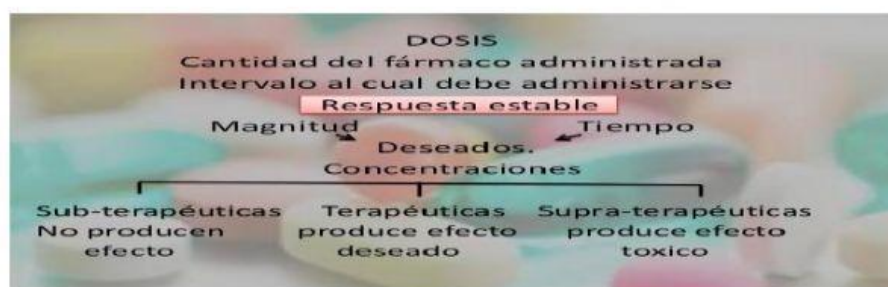 DOSIS
Cantidad del fármaco administrada
Intervalo al cual debe administrarse
Respuesta estable
Magnitud Tiempo
Deseados.
Concentraciones
Sub-terapéuticas Terapéuticas Supra-terapéuticas
No producen produce efecto produce efecto
efecto deseado toxico